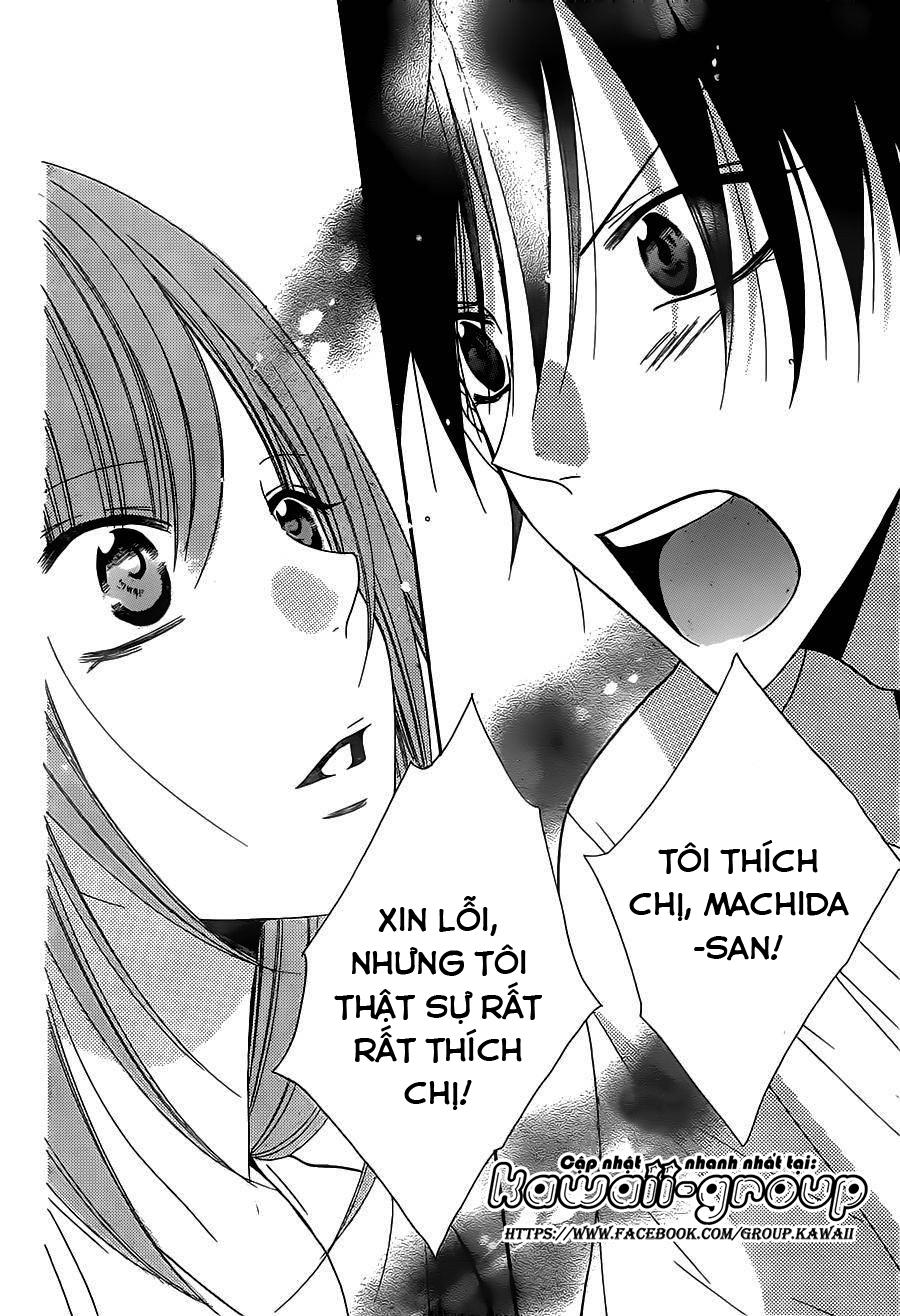 TÔI THÍCH
CHỊ, MACHIDA
-SAN!
XIN LỖI,
NHƯNG TÔI
THẬT SỰ RẤT
RẤT THÍCH
CHỊ!
Cập nhật nhanh nhất tại:
kawaii-group
HTTPS://WWW.FACEBOOK.COM/GROUP.KAWAII